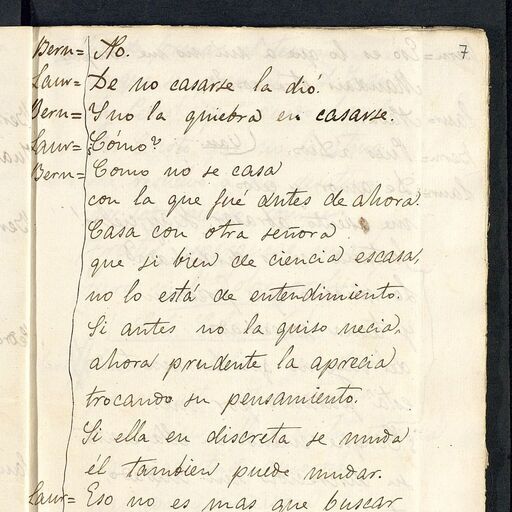 7
Bern= No.
Laur= De no casarse la dió.
Bern= Y no la quiebra en casarse.
Laur= ¿Cómo?
Bern= Como no se casa
con la que fué antes de ahora.
Casa con otra señora
que si bien de ciencia escasa,
no lo está de entendimiento.
Si antes no la quiso necia,
ahora prudente la aprecia
trocando su pensamiento.
Si ella en discreta se muda
él tambien puede mudar.
Laur= Eso no es mas que buscar